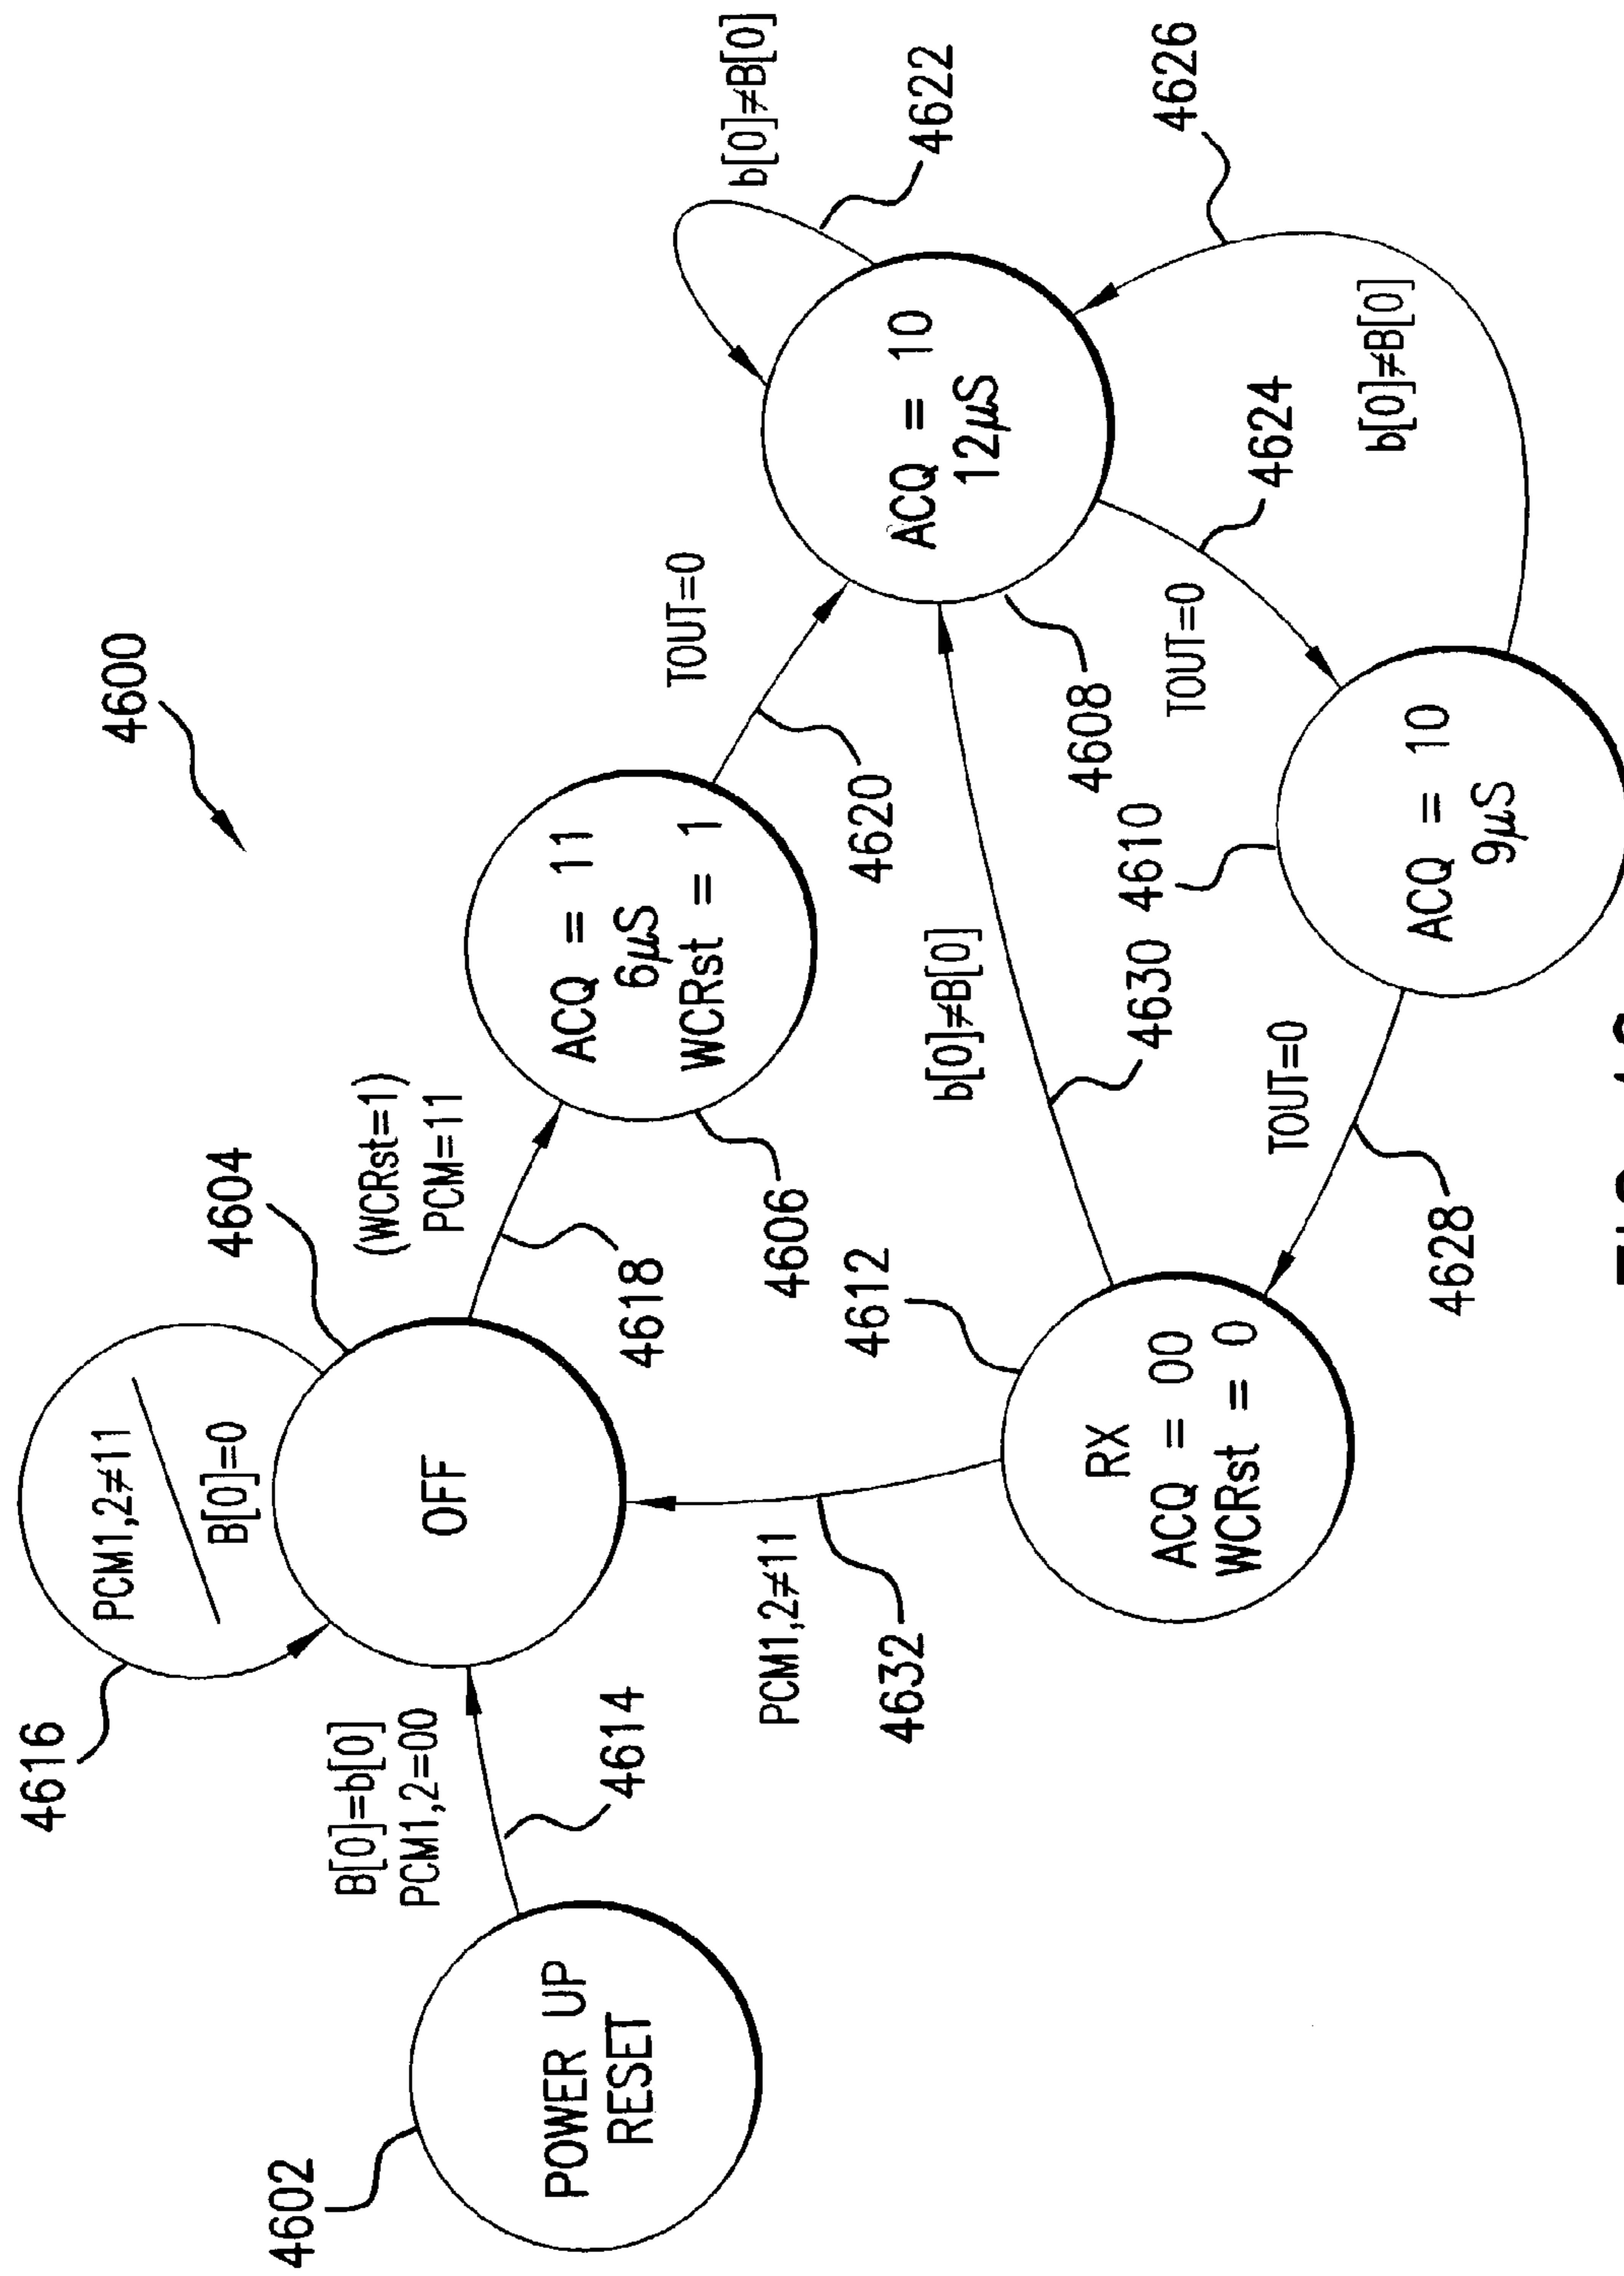 4600
4602
POWER UP
RESET
B[0]=b[0]
PCM1,2=00
4614
4616
PCM1,2≠11
B[0]=0
OFF
4604
(WCRst=1)
PCM=11
4618
ACQ = 11
6µS
WCRst = 1
4606
TOUT=0
4620
b[0]≠B[0]
4622
ACQ = 10
12µS
4608
TOUT=0
4624
b[0]≠B[0]
4626
ACQ = 10
9µS
4610
TOUT=0
4628
b[0]≠B[0]
4630
RX
ACQ = 00
WCRst = 0
4612
PCM1,2≠11
4632